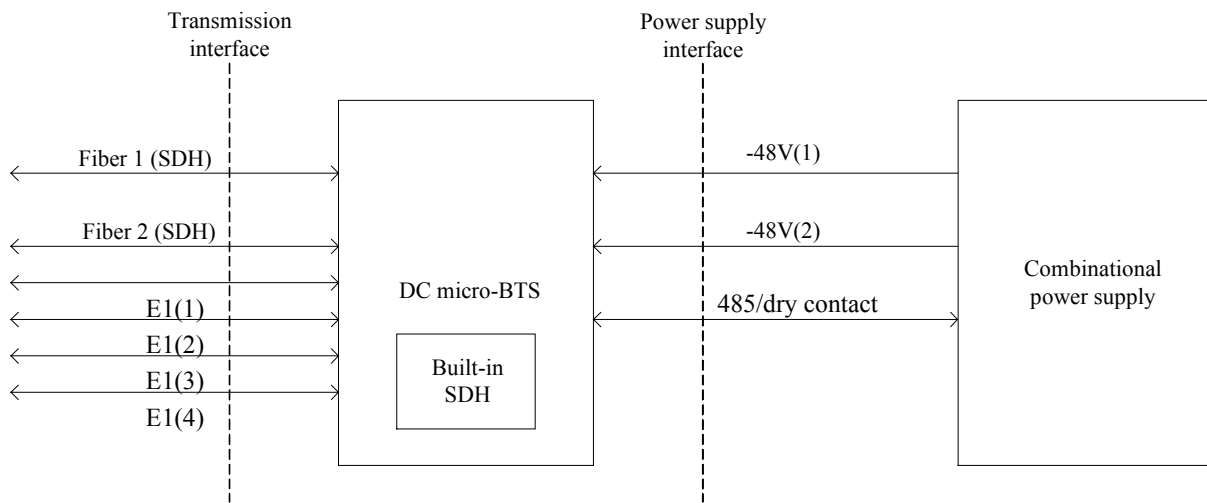 Transmission
interface
Power supply
interface
Fiber 1 (SDH)
-48V(1)
Fiber 2 (SDH)
-48V(2)
DC micro-BTS
Combinational
power supply
E1(1)
485/dry contact
E1(2)
E1(3)
E1(4)
Built-in
SDH